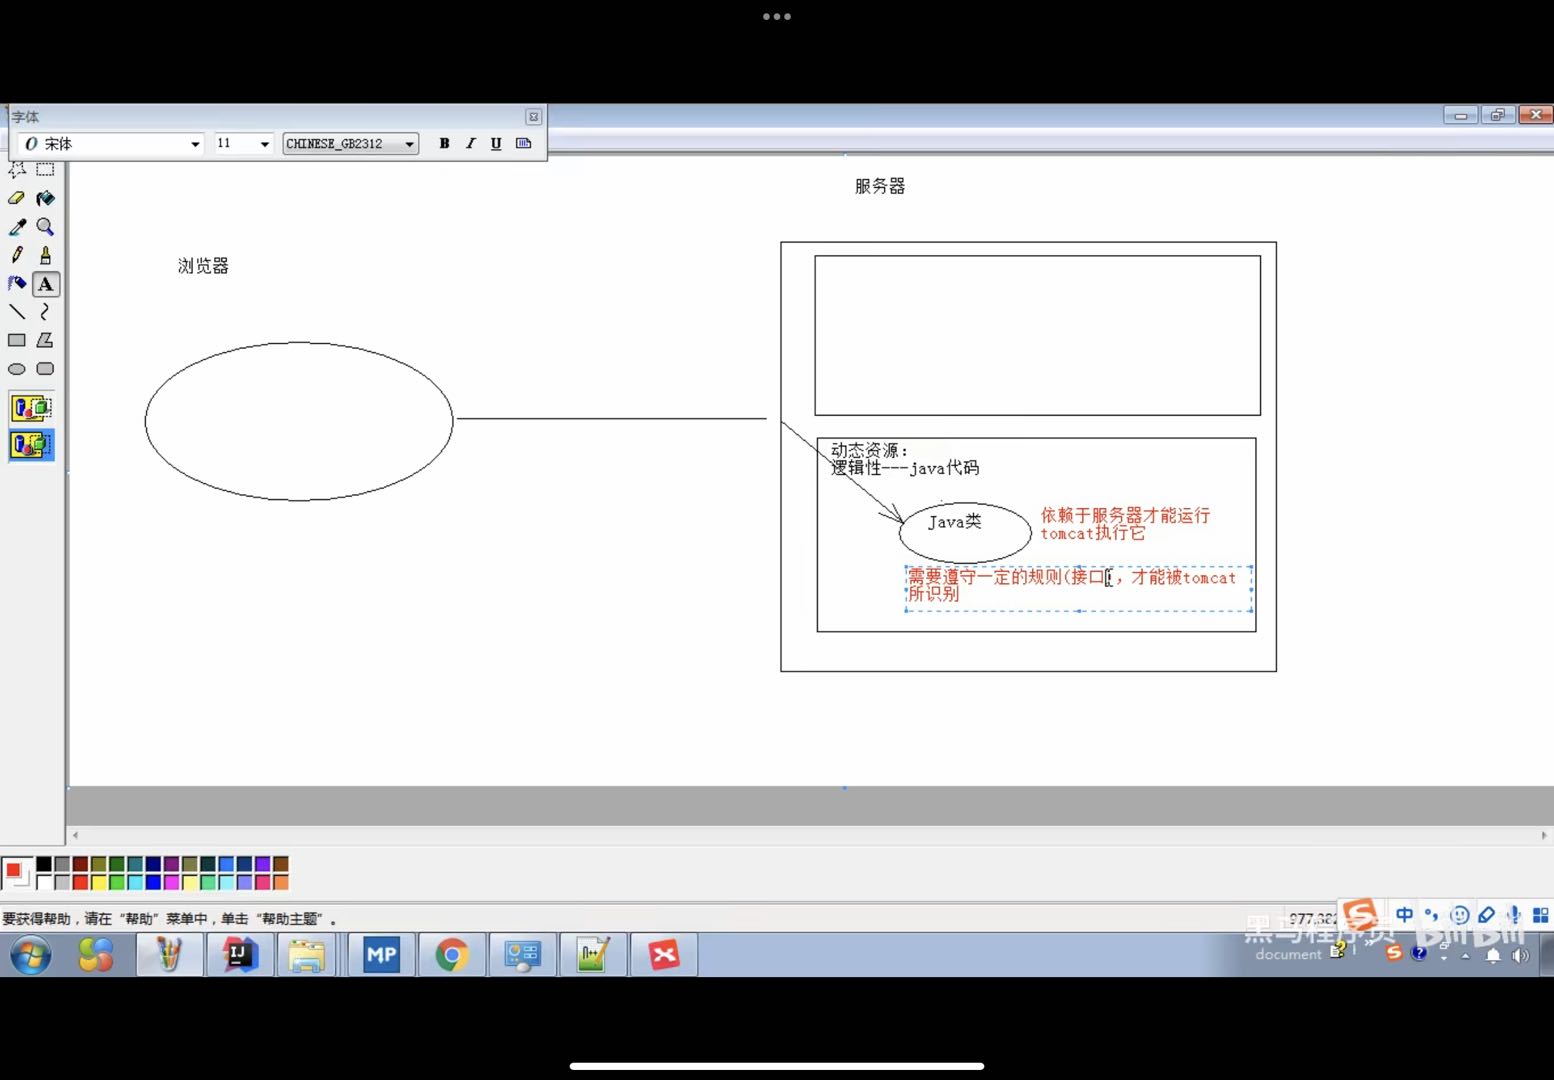 字体
O 宋体
11
CHINESE_GB2312
B I U
服务器
浏览器
A
动态资源：
逻辑性---java代码
Java类
依赖于服务器才能运行
tomcat执行它
需要遵守一定的规则(接口)，才能被tomcat
所识别
要获得帮助，请在“帮助”菜单中，单击“帮助主题”。
977,382
中
黑马程序员 bilibili
IJ
MP
N++
document